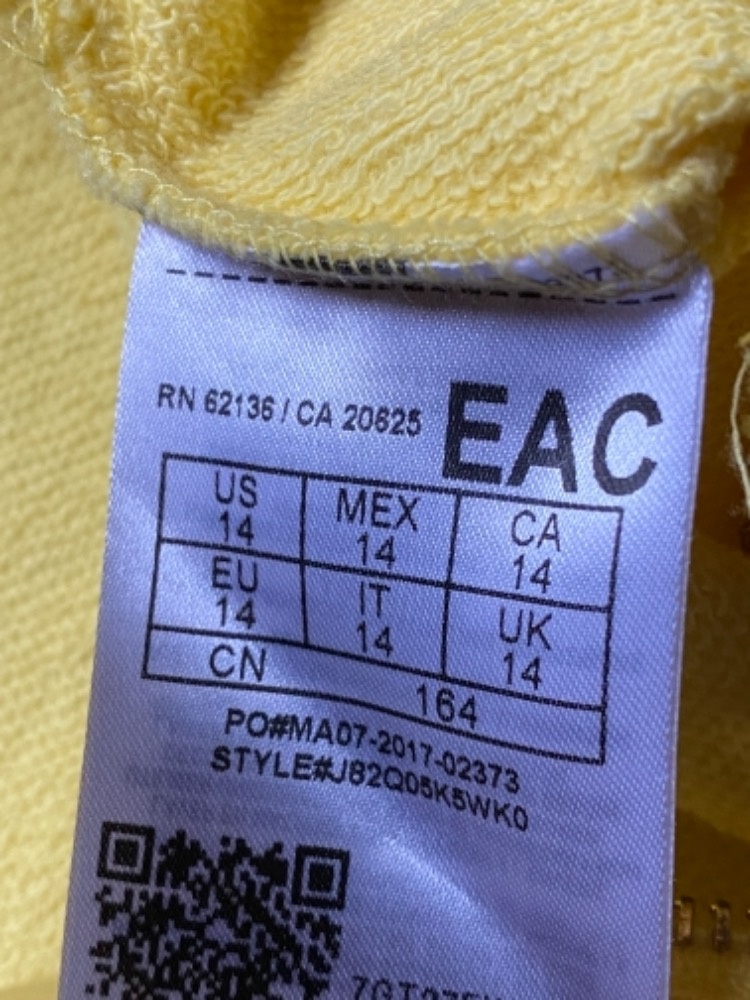 RN 62136 / CA 20625
EAC
US MEX CA
14 14 14
EU IT UK
14 14 14
CN 164
PO#MA07-2017-02373
STYLE#J82Q05K5WK0